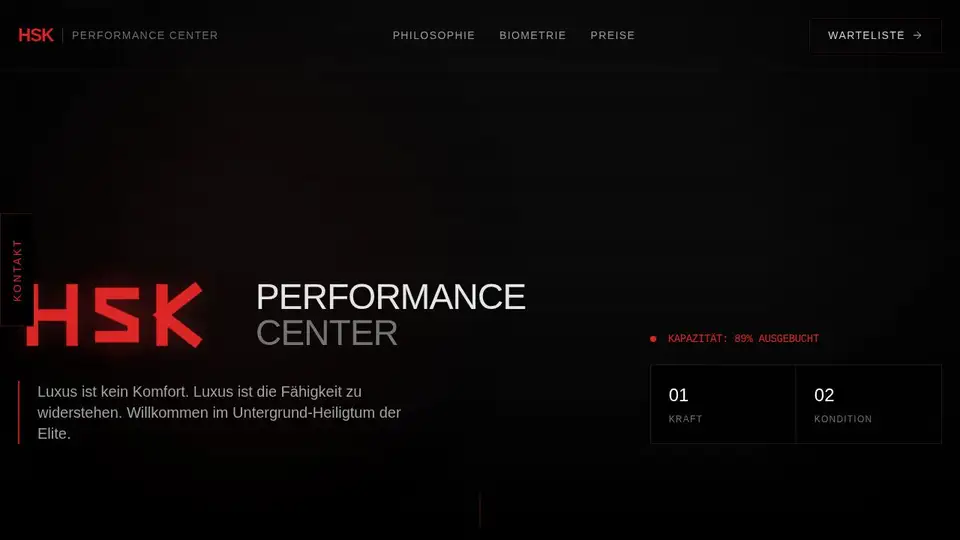 HSK
PERFORMANCE CENTER
PHILOSOPHIE
BIOMETRIE
PREISE
WARTELISTE →
KONTAKT
HSK
PERFORMANCE
CENTER
Luxus ist kein Komfort. Luxus ist die Fähigkeit zu
widerstehen. Willkommen im Untergrund-Heiligtum der
Elite.
KAPAZITÄT: 89% AUSGEBUCHT
01
KRAFT
02
KONDITION